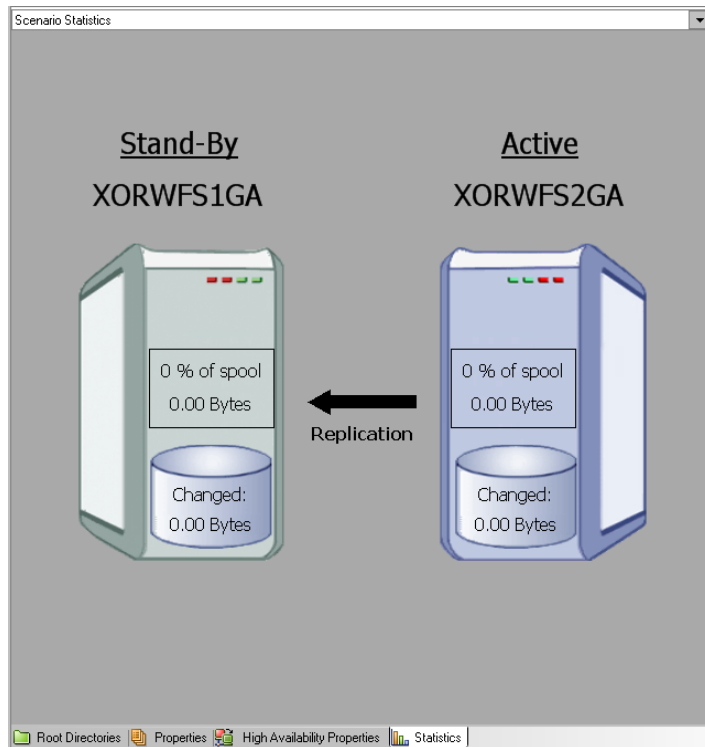 Scenario Statistics
Stand-By
Active
XORWFS1GA
XORWFS2GA
0 % of spool
0.00 Bytes
0 % of spool
0.00 Bytes
Replication
Changed:
0.00 Bytes
Changed:
0.00 Bytes
Root Directories Properties High Availability Properties Statistics